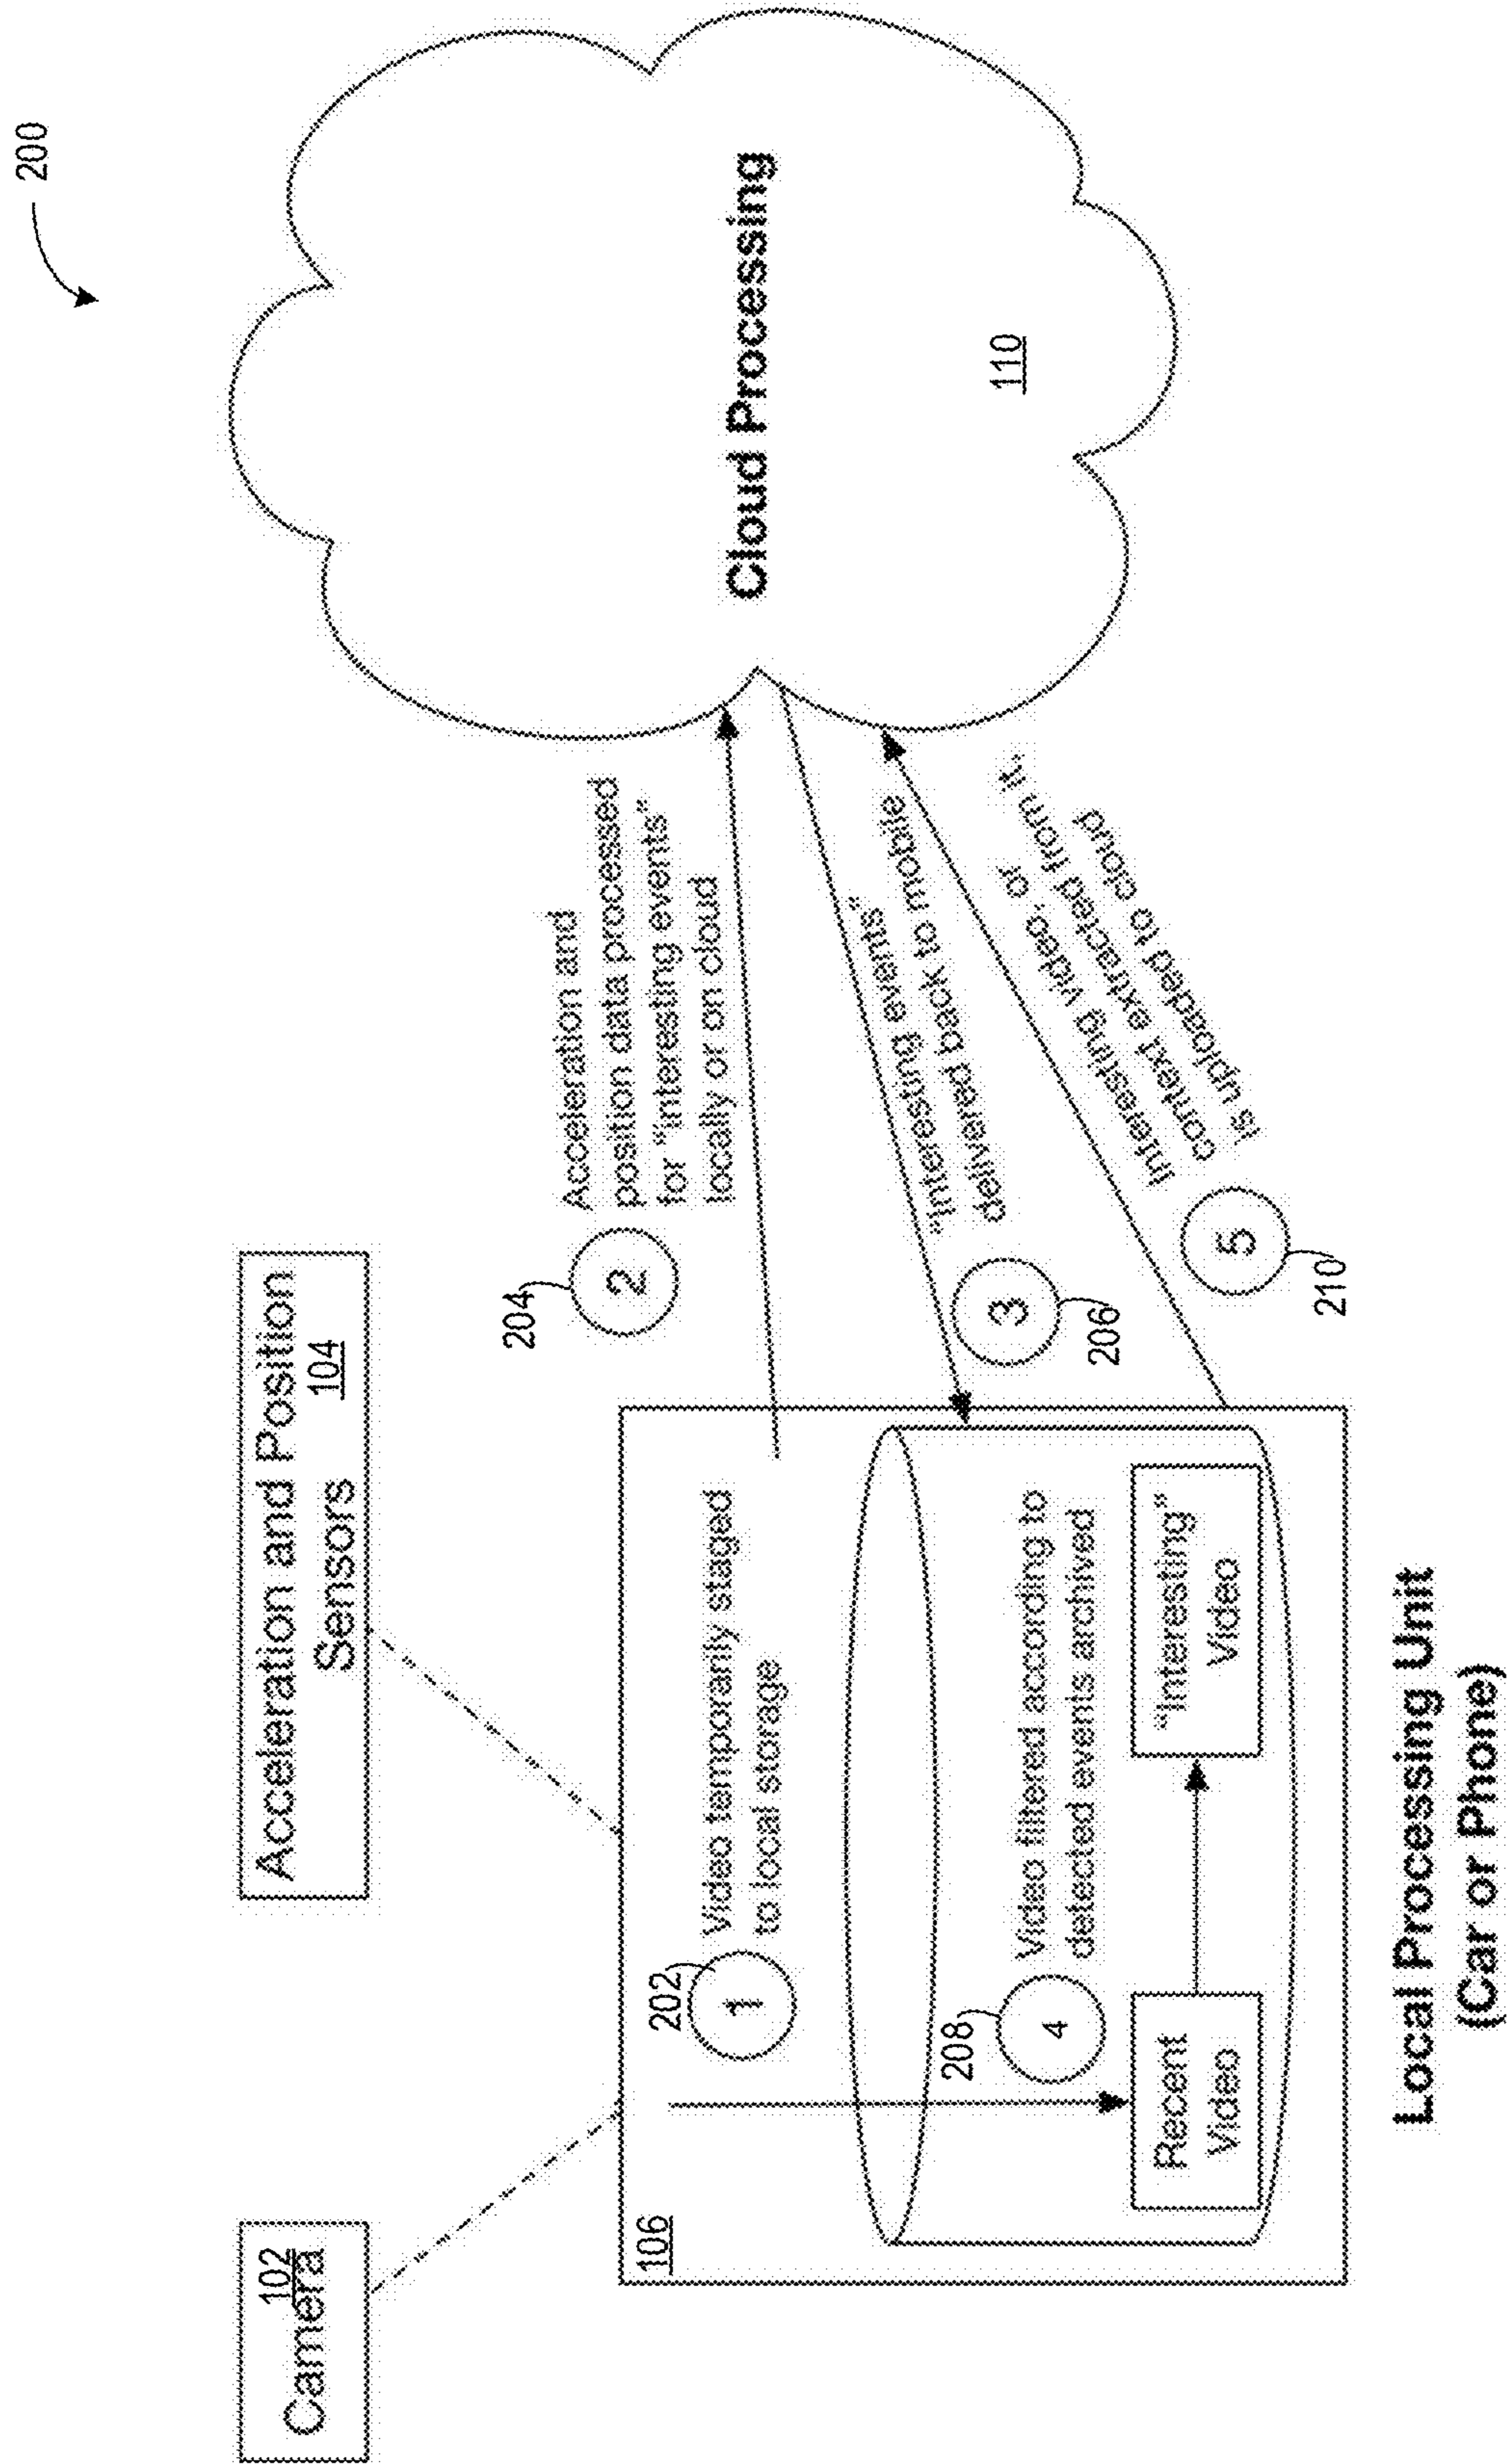 200
Camera
102
Acceleration and Position
Sensors
104
106
202
1
Video temporarily staged
to local storage
204
2
Acceleration and
position data processed
for "interesting events"
locally or on cloud
206
3
"interesting events"
delivered back to mobile
208
4
Video filtered according to
detected events archived
Recent
Video
"Interesting"
Video
210
5
Interesting video, or
context extracted from it,
is uploaded to cloud
Cloud Processing
110
Local Processing Unit
(Car or Phone)